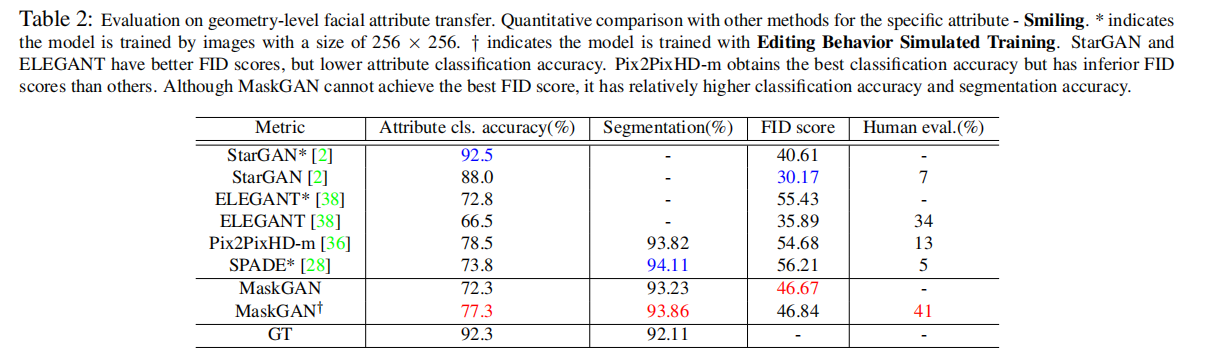 Table 2: Evaluation on geometry-level facial attribute transfer. Quantitative comparison with other methods for the specific attribute - Smiling. * indicates
the model is trained by images with a size of 256 × 256. † indicates the model is trained with Editing Behavior Simulated Training. StarGAN and
ELEGANT have better FID scores, but lower attribute classification accuracy. Pix2PixHD-m obtains the best classification accuracy but has inferior FID
scores than others. Although MaskGAN cannot achieve the best FID score, it has relatively higher classification accuracy and segmentation accuracy.
Metric Attribute cls. accuracy(%) Segmentation(%) FID score Human eval.(%)
StarGAN* [2] 92.5 - 40.61 -
StarGAN [2] 88.0 - 30.17 7
ELEGANT* [38] 72.8 - 55.43 -
ELEGANT [38] 66.5 - 35.89 34
Pix2PixHD-m [36] 78.5 93.82 54.68 13
SPADE* [28] 73.8 94.11 56.21 5
MaskGAN 72.3 93.23 46.67 -
MaskGAN† 77.3 93.86 46.84 41
GT 92.3 92.11 - -